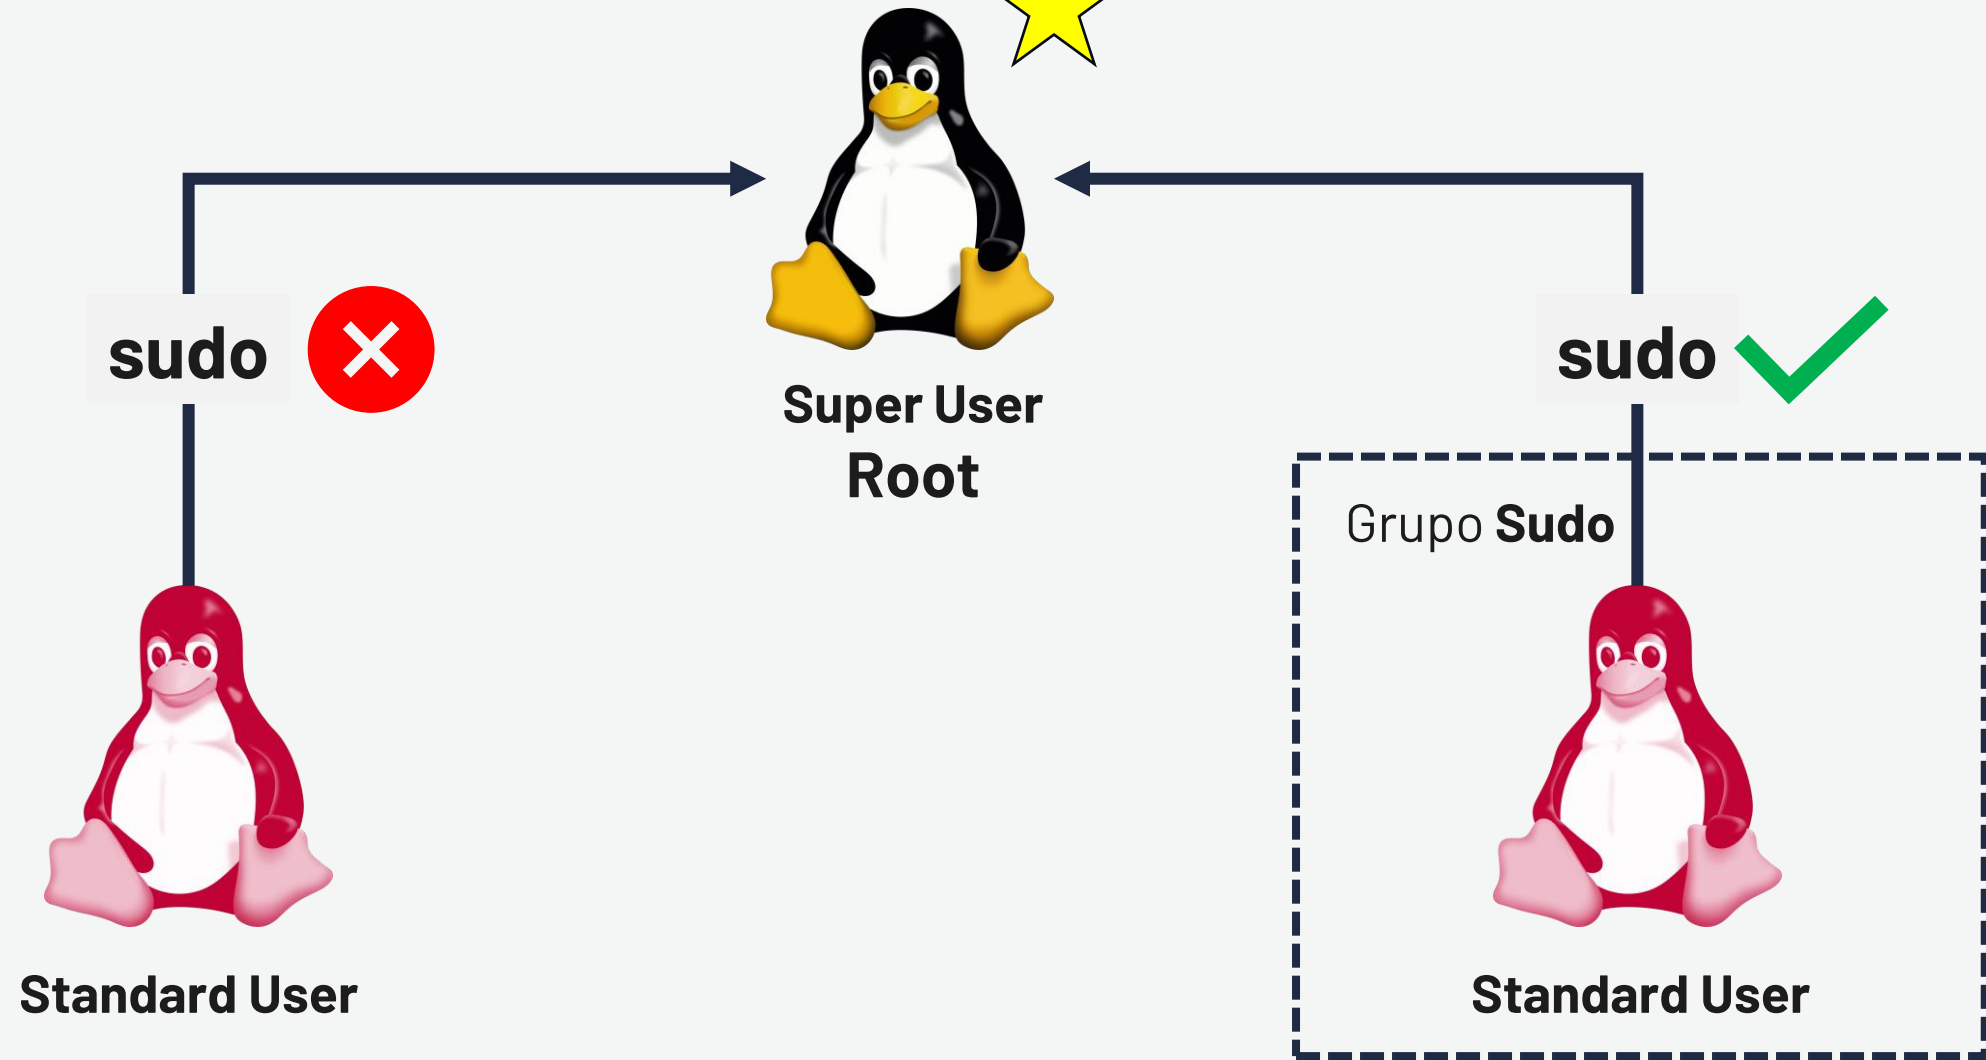 sudo
sudo
Super User
Root
Grupo Sudo
Standard User
Standard User